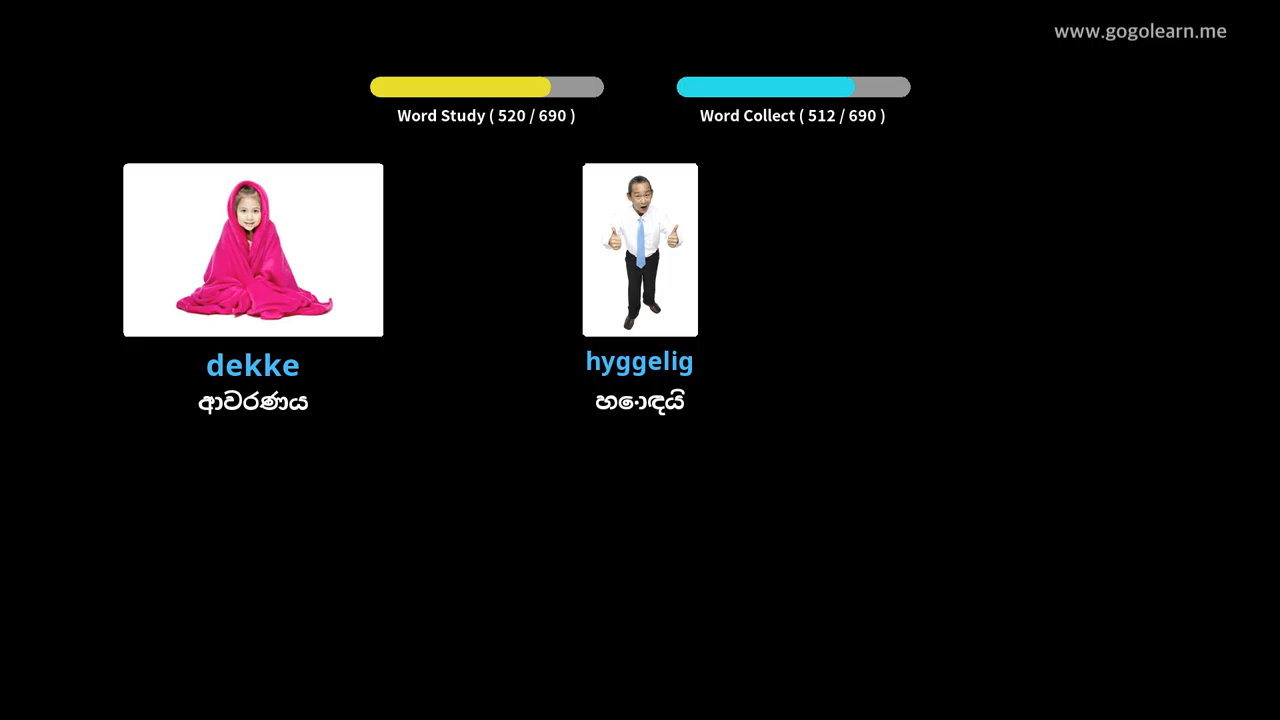 www.gogolearn.me
Word Study ( 520 / 690 )
Word Collect ( 512 / 690 )
dekke
hyggelig
ආවරණය
හොඳයි